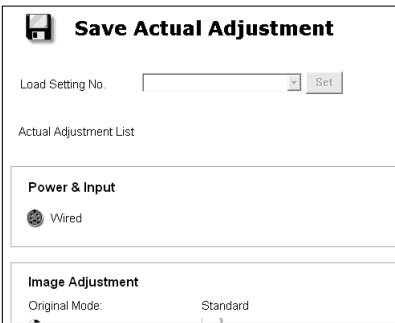 Save Actual Adjustment
Load Setting No. Set
Actual Adjustment List
Power & Input
Wired
Image Adjustment
Original Mode: Standard